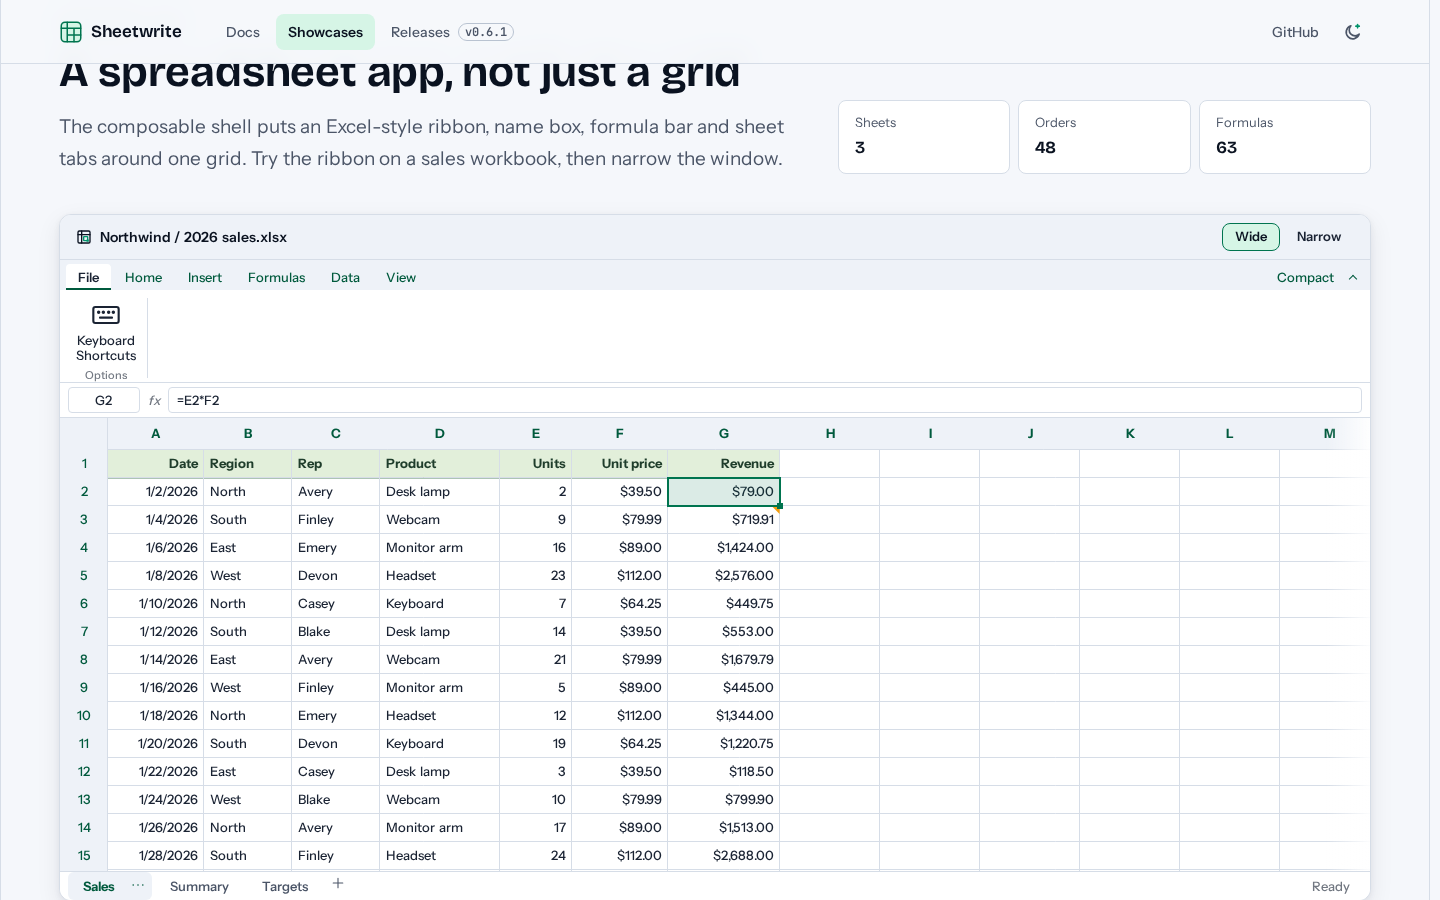 Sheetwrite Docs Showcases Releases v0.6.1 GitHub
A spreadsheet app, not just a grid
The composable shell puts an Excel-style ribbon, name box, formula bar and sheet
tabs around one grid. Try the ribbon on a sales workbook, then narrow the window.
Sheets Orders Formulas
3 48 63
Northwind / 2026 sales.xlsx Wide Narrow
File Home Insert Formulas Data View Compact
Keyboard
Shortcuts
Options
G2 fx =E2*F2
A B C D E F G H I J K L M
1 Date Region Rep Product Units Unit price Revenue
2 1/2/2026 North Avery Desk lamp 2 $39.50 $79.00
3 1/4/2026 South Finley Webcam 9 $79.99 $719.91
4 1/6/2026 East Emery Monitor arm 16 $89.00 $1,424.00
5 1/8/2026 West Devon Headset 23 $112.00 $2,576.00
6 1/10/2026 North Casey Keyboard 7 $64.25 $449.75
7 1/12/2026 South Blake Desk lamp 14 $39.50 $553.00
8 1/14/2026 East Avery Webcam 21 $79.99 $1,679.79
9 1/16/2026 West Finley Monitor arm 5 $89.00 $445.00
10 1/18/2026 North Emery Headset 12 $112.00 $1,344.00
11 1/20/2026 South Devon Keyboard 19 $64.25 $1,220.75
12 1/22/2026 East Casey Desk lamp 3 $39.50 $118.50
13 1/24/2026 West Blake Webcam 10 $79.99 $799.90
14 1/26/2026 North Avery Monitor arm 17 $89.00 $1,513.00
15 1/28/2026 South Finley Headset 24 $112.00 $2,688.00
Sales ... Summary Targets + Ready